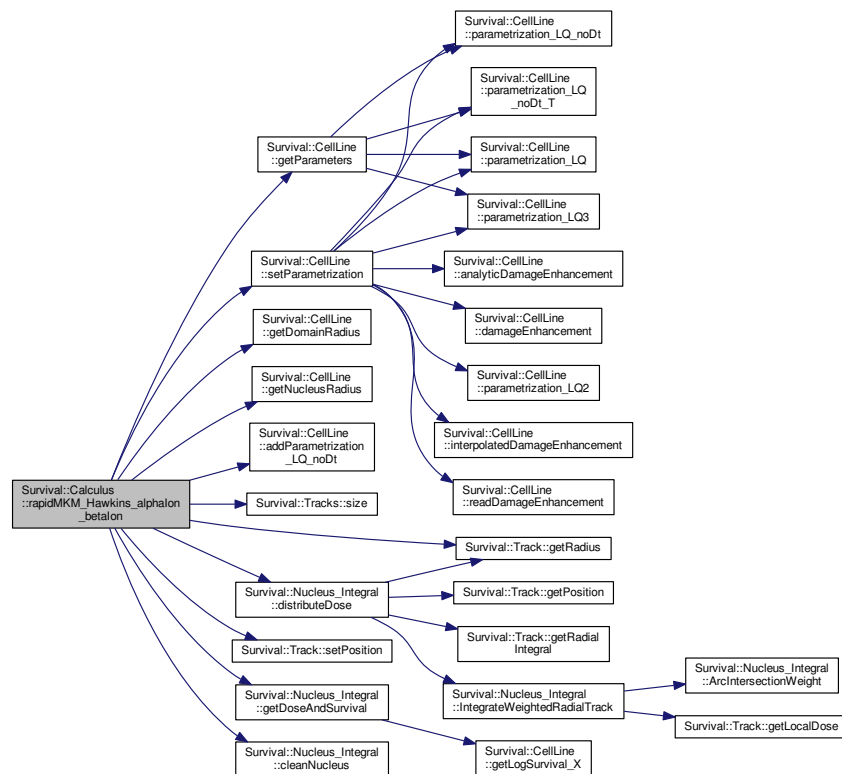 Survival::CellLine
::parametrization_LQ_noDt
Survival::CellLine
::parametrization_LQ
_noDt_T
Survival::CellLine
::getParameters
Survival::CellLine
::parametrization_LQ
Survival::CellLine
::parametrization_LQ3
Survival::CellLine
::setParametrization
Survival::CellLine
::analyticDamageEnhancement
Survival::CellLine
::getDomainRadius
Survival::CellLine
::damageEnhancement
Survival::CellLine
::getNucleusRadius
Survival::CellLine
::parametrization_LQ2
Survival::CellLine
::addParametrization
_LQ_noDt
Survival::CellLine
::interpolatedDamageEnhancement
Survival::Calculus
::rapidMKM_Hawkins_alphaIon
_betaIon
Survival::Tracks::size
Survival::CellLine
::readDamageEnhancement
Survival::Track::getRadius
Survival::Nucleus_Integral
::distributeDose
Survival::Track::getPosition
Survival::Track::setPosition
Survival::Track::getRadial
Integral
Survival::Nucleus_Integral
::ArcIntersectionWeight
Survival::Nucleus_Integral
::getDoseAndSurvival
Survival::Nucleus_Integral
::IntegrateWeightedRadialTrack
Survival::Track::getLocalDose
Survival::Nucleus_Integral
::cleanNucleus
Survival::CellLine
::getLogSurvival_X